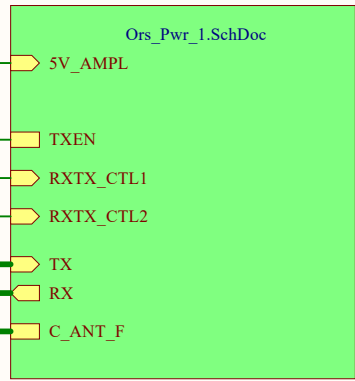 Ors_Pwr_1.SchDoc
5V_AMPL
TXEN
RXTX_CTL1
RXTX_CTL2
TX
RX
C_ANT_F